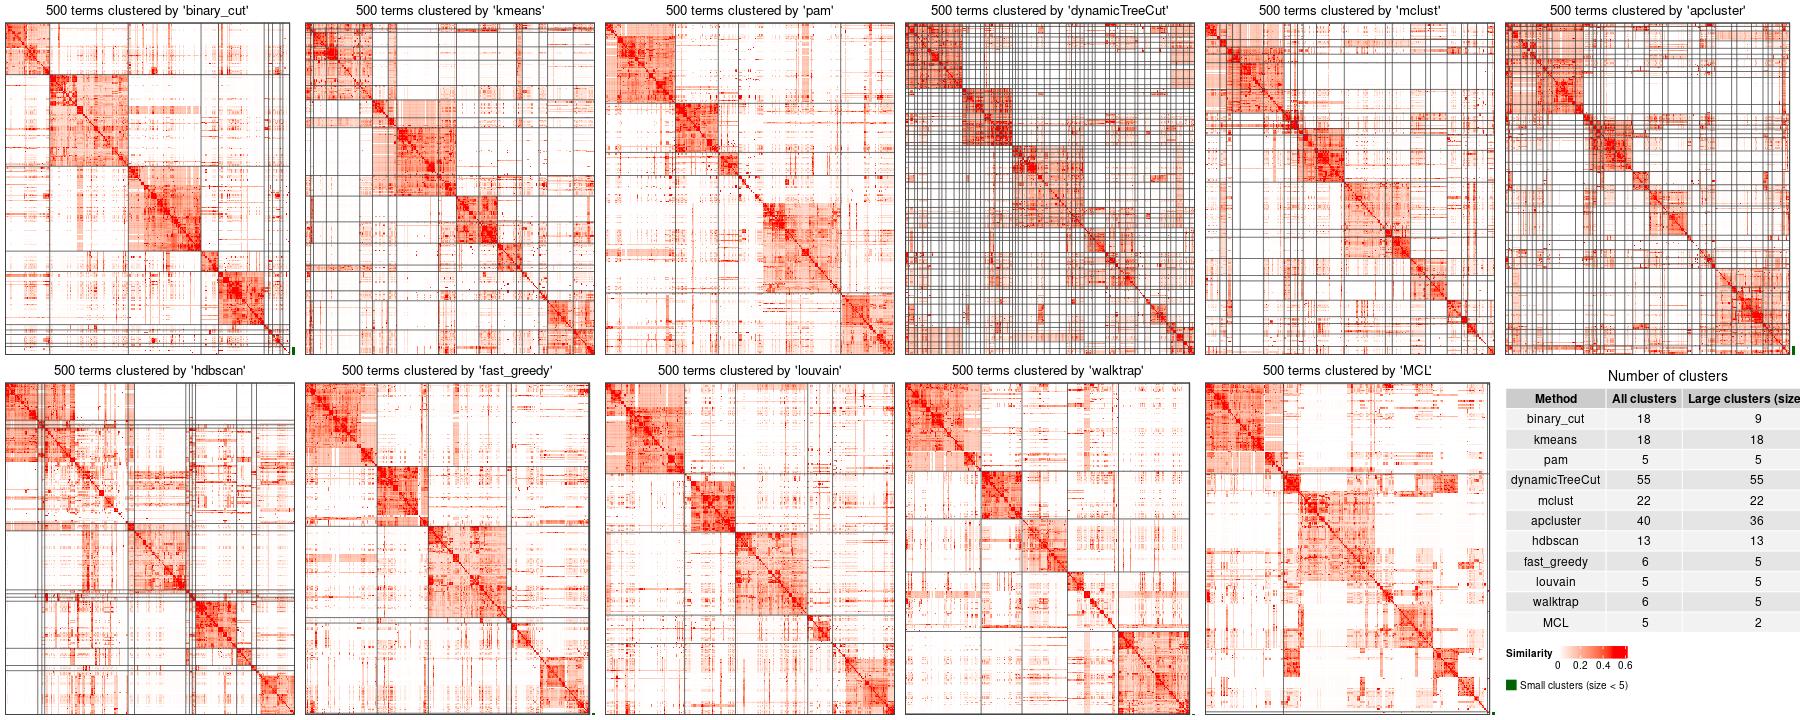 500 terms clustered by 'binary_cut'
500 terms clustered by 'kmeans'
500 terms clustered by 'pam'
500 terms clustered by 'dynamicTreeCut'
500 terms clustered by 'mclust'
500 terms clustered by 'apcluster'
500 terms clustered by 'hdbscan'
500 terms clustered by 'fast_greedy'
500 terms clustered by 'louvain'
500 terms clustered by 'walktrap'
500 terms clustered by 'MCL'
Number of clusters
Method All clusters Large clusters (size
binary_cut 18 9
kmeans 18 18
pam 5 5
dynamicTreeCut 55 55
mclust 22 22
apcluster 40 36
hdbscan 13 13
fast_greedy 6 5
louvain 5 5
walktrap 6 5
MCL 5 2
Similarity
0 0.2 0.4 0.6
Small clusters (size < 5)